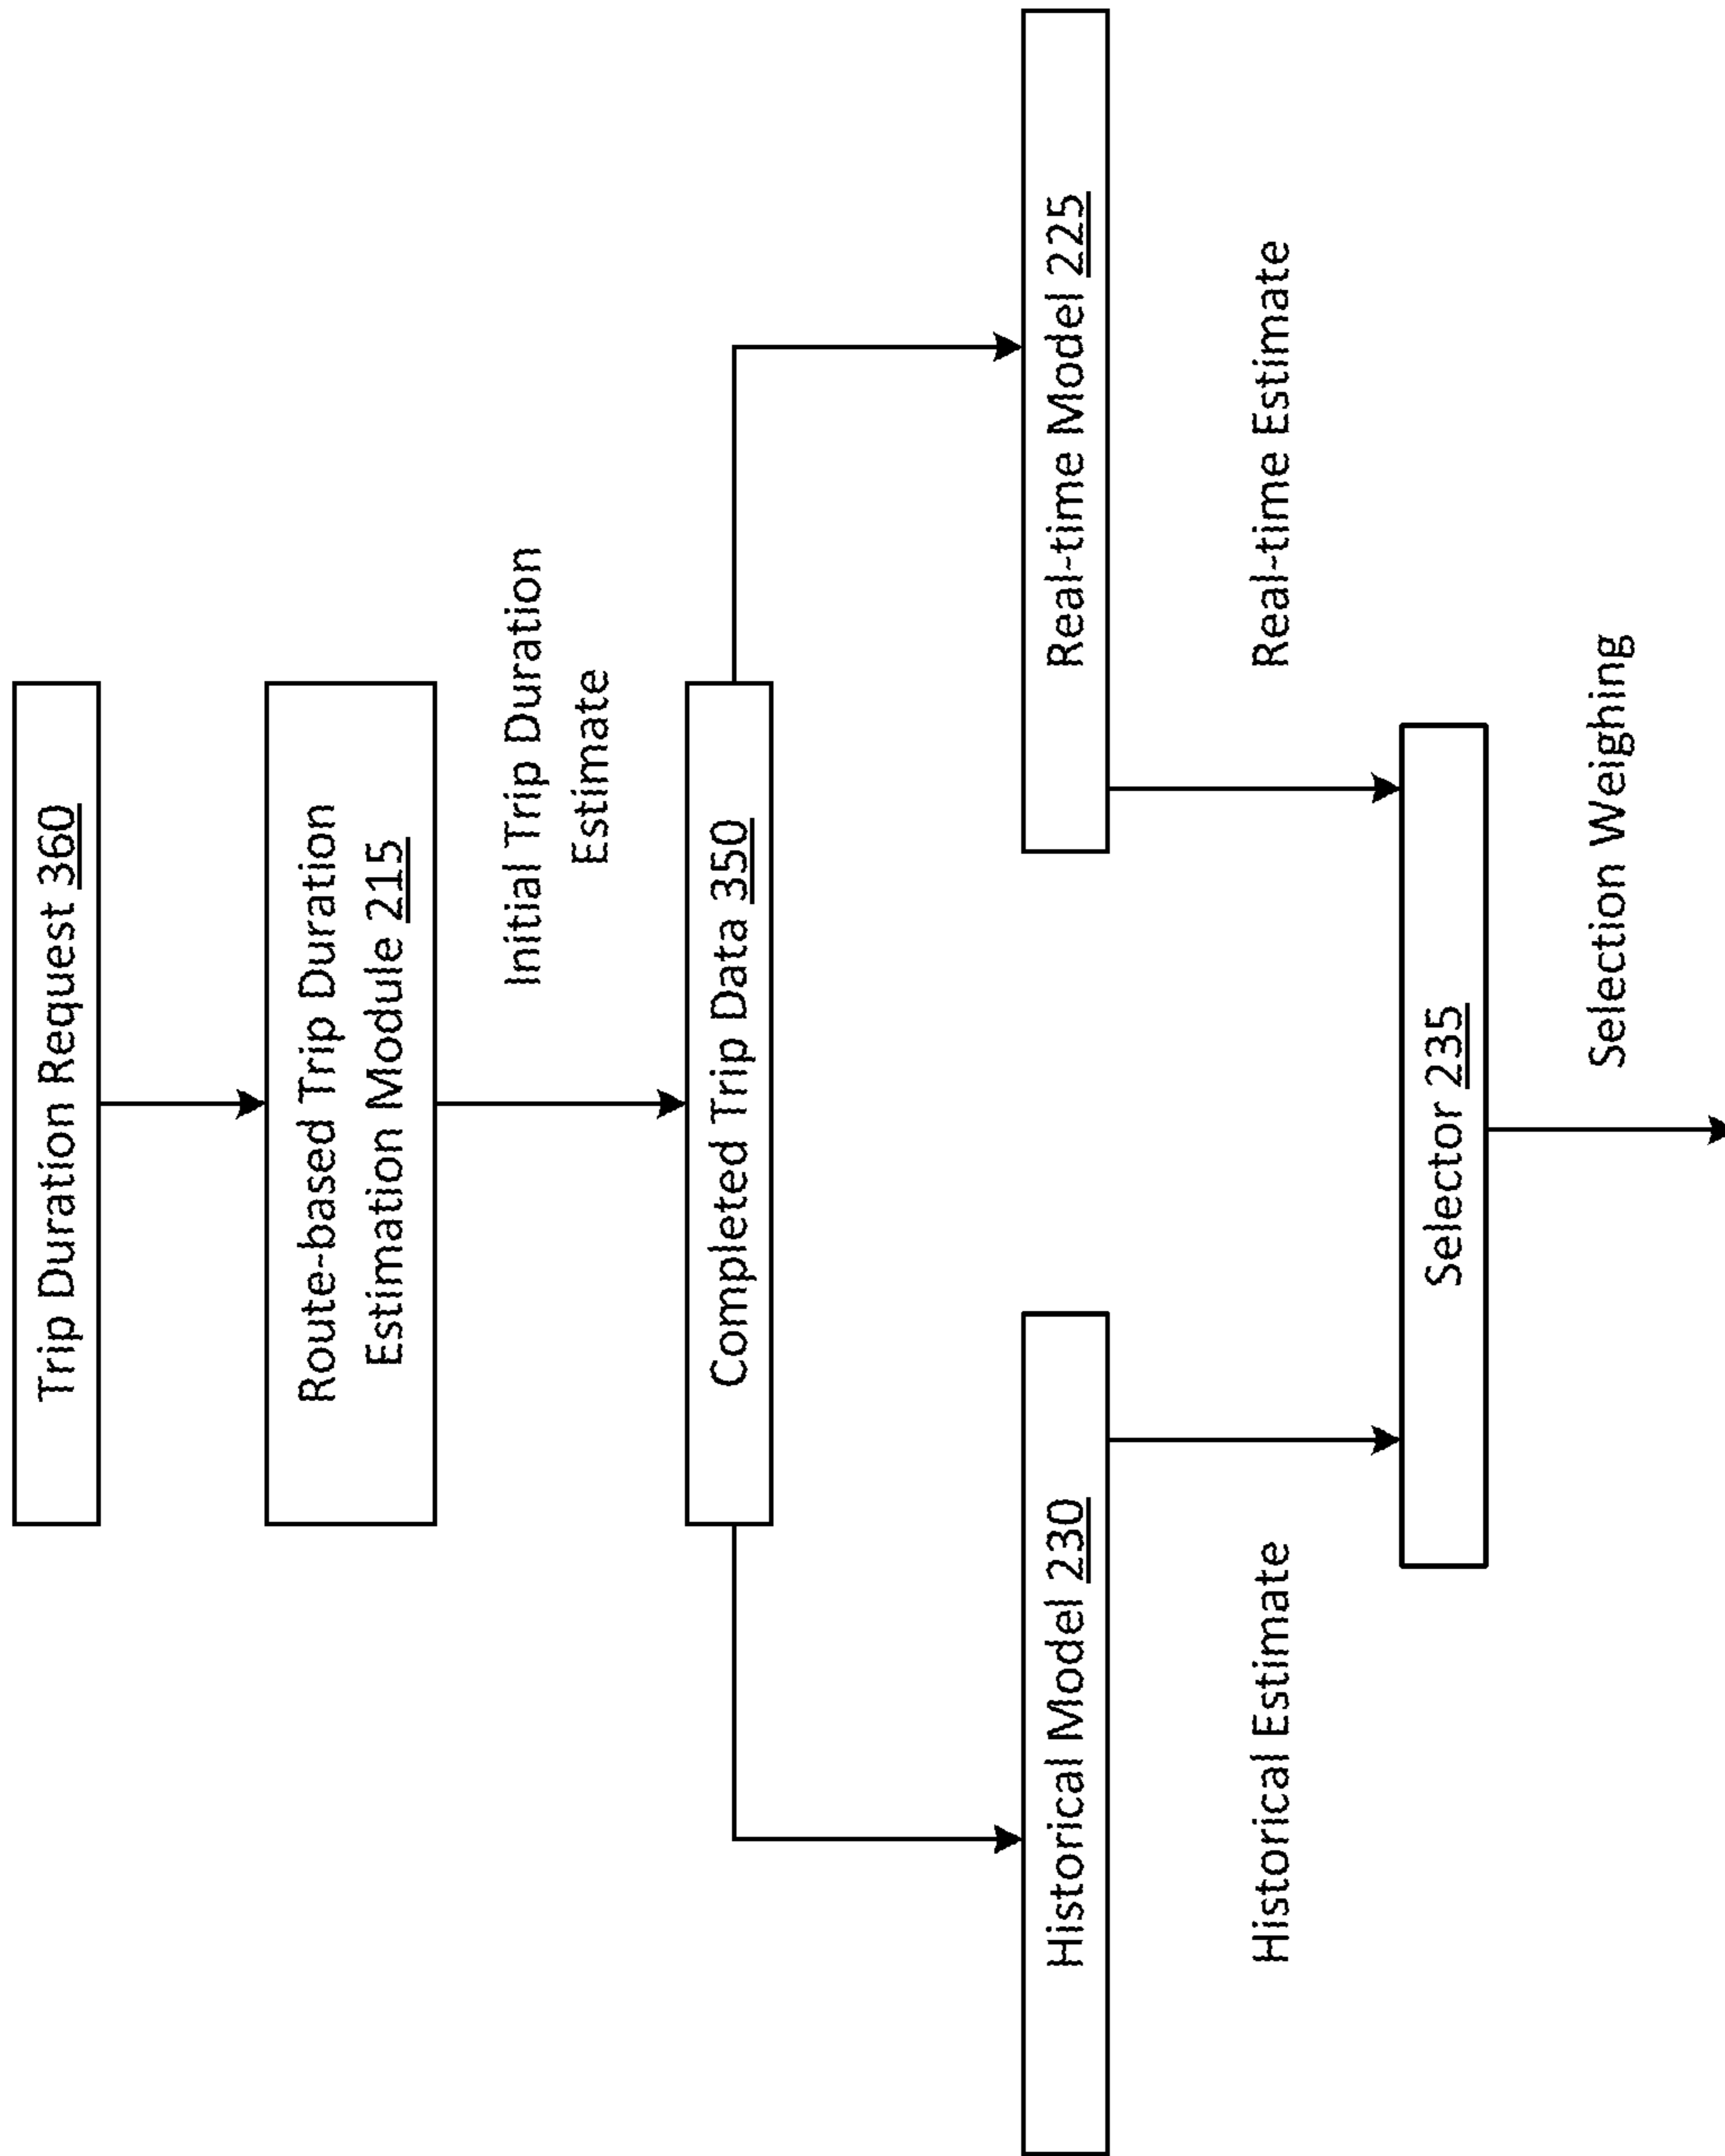 Trip Duration Request 360
Route-based Trip Duration
Estimation Module 215
Initial Trip Duration
Estimate
Completed Trip Data 350
Historical Model 230
Real-time Model 225
Historical Estimate
Real-time Estimate
Selector 235
Selection Weighing